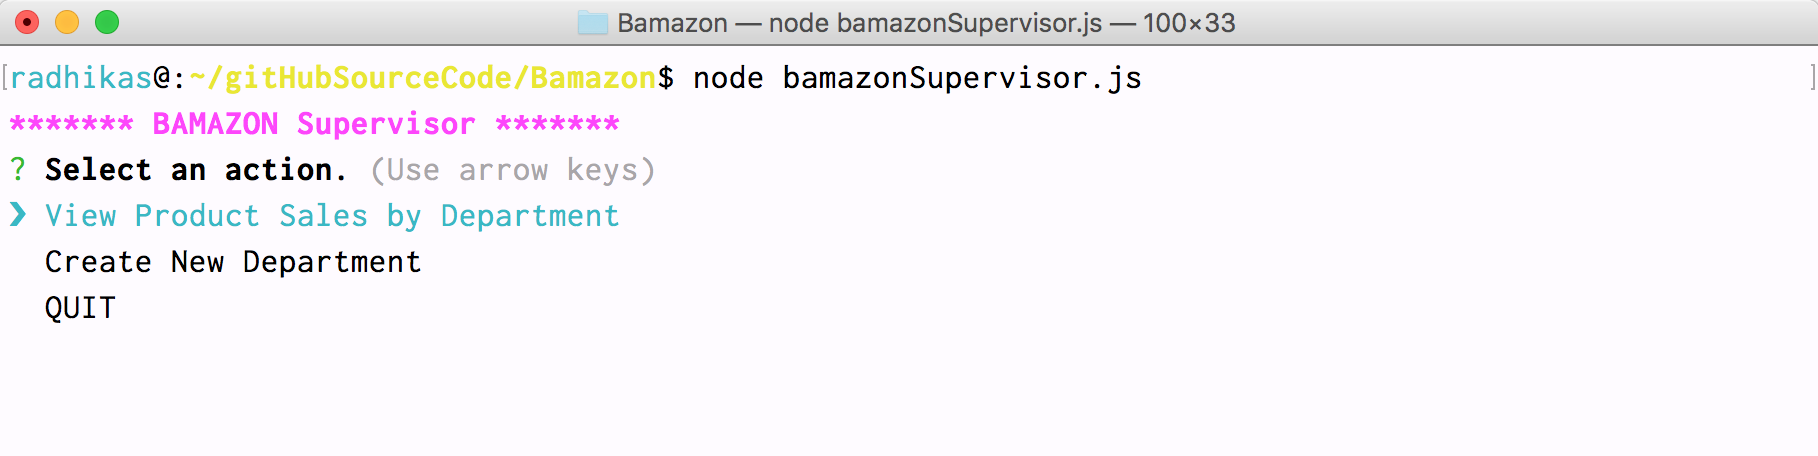 Bamazon — node bamazonSupervisor.js — 100×33
[radhikas@:~/gitHubSourceCode/Bamazon$ node bamazonSupervisor.js ]
******* BAMAZON Supervisor *******
? Select an action. (Use arrow keys)
❯ View Product Sales by Department
Create New Department
QUIT